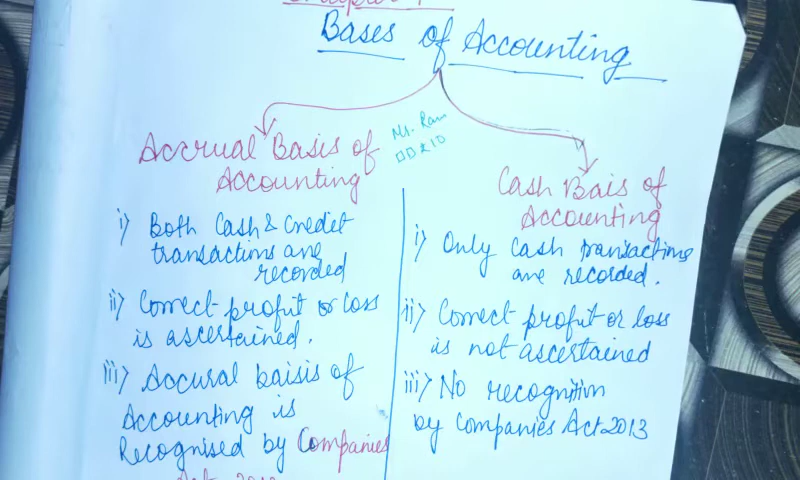 Bases of Accounting
Accrual Basis of
Accounting
Cash Bais of
Accounting
i) Both Cash & Credit
transactions are
recorded
ii) Correct profit or loss
is ascertained.
iii) Accural baisis of
Accounting is
Recognised by Companies
i) Only Cash transactions
are recorded.
ii) Correct profit or loss
is not ascertained
iii) No recognition
by Companies Act 2013